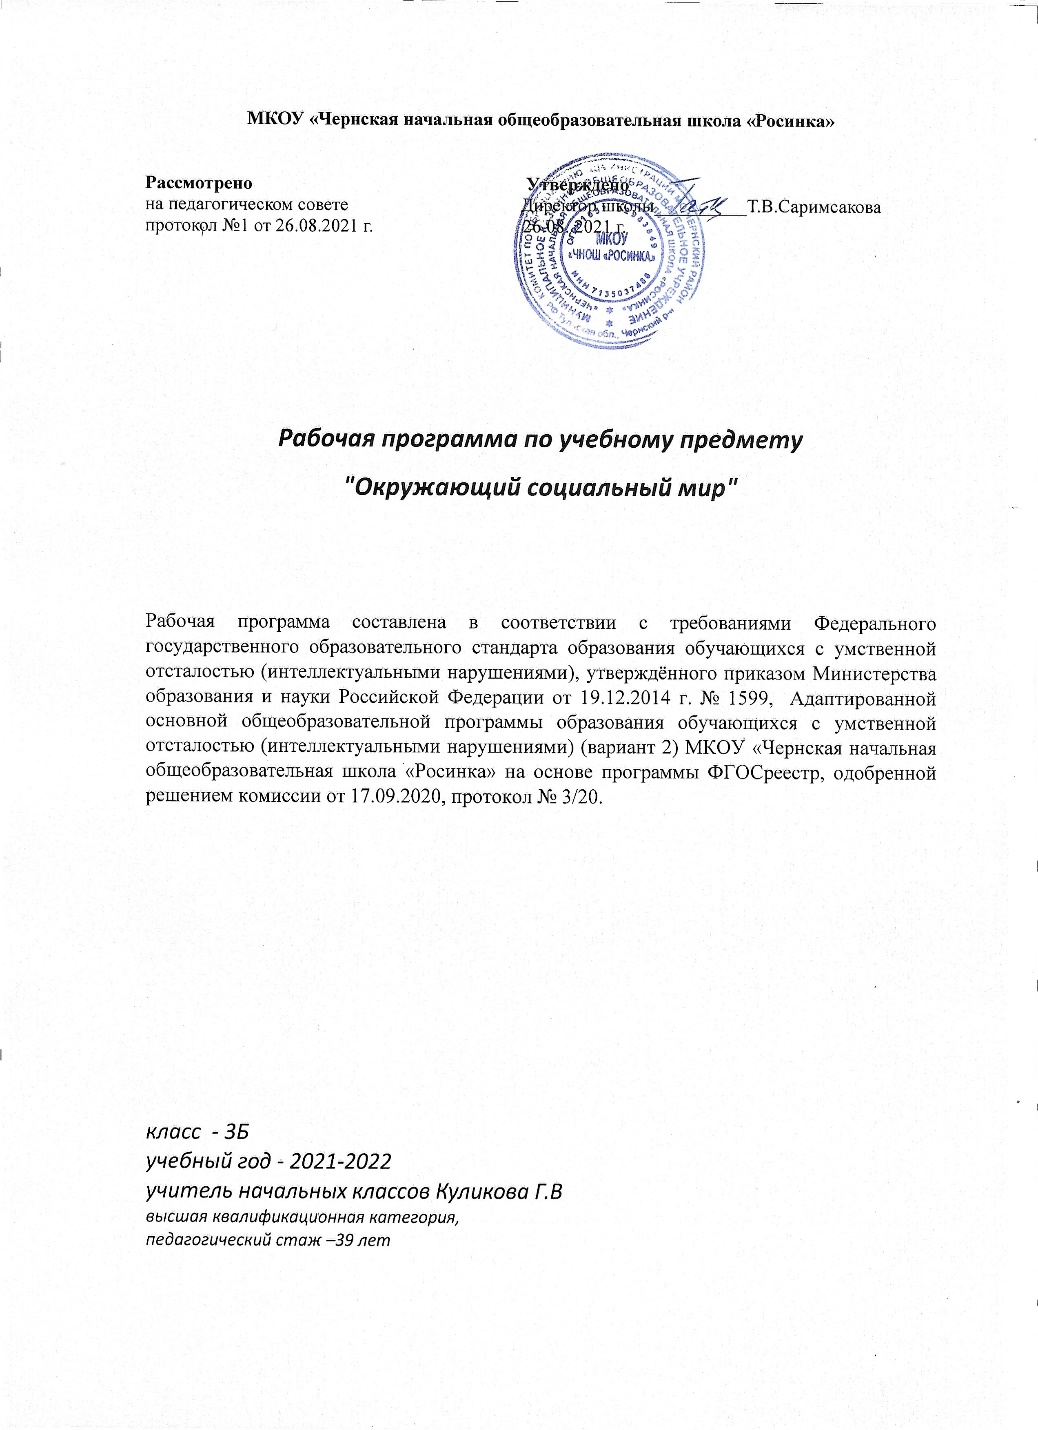 МКОУ «Чернская начальная общеобразовательная школа «Росинка»
Рассмотрено
на педагогическом совете
протокол №1 от 26.08.2021 г.
Утверждено
Директор школы ____________Т.В.Саримсакова
26.08. 2021 г.
МКОУ
«ЧНОШ «РОСИНКА»
ИНН 7135037488
Рабочая программа по учебному предмету
"Окружающий социальный мир"
Рабочая программа составлена в соответствии с требованиями Федерального
государственного образовательного стандарта образования обучающихся с умственной
отсталостью (интеллектуальными нарушениями), утверждённого приказом Министерства
образования и науки Российской Федерации от 19.12.2014 г. № 1599, Адаптированной
основной общеобразовательной программы образования обучающихся с умственной
отсталостью (интеллектуальными нарушениями) (вариант 2) МКОУ «Чернская начальная
общеобразовательная школа «Росинка» на основе программы ФГОСреестр, одобренной
решением комиссии от 17.09.2020, протокол № 3/20.
класс - 3Б
учебный год - 2021-2022
учитель начальных классов Куликова Г.В
высшая квалификационная категория,
педагогический стаж –39 лет